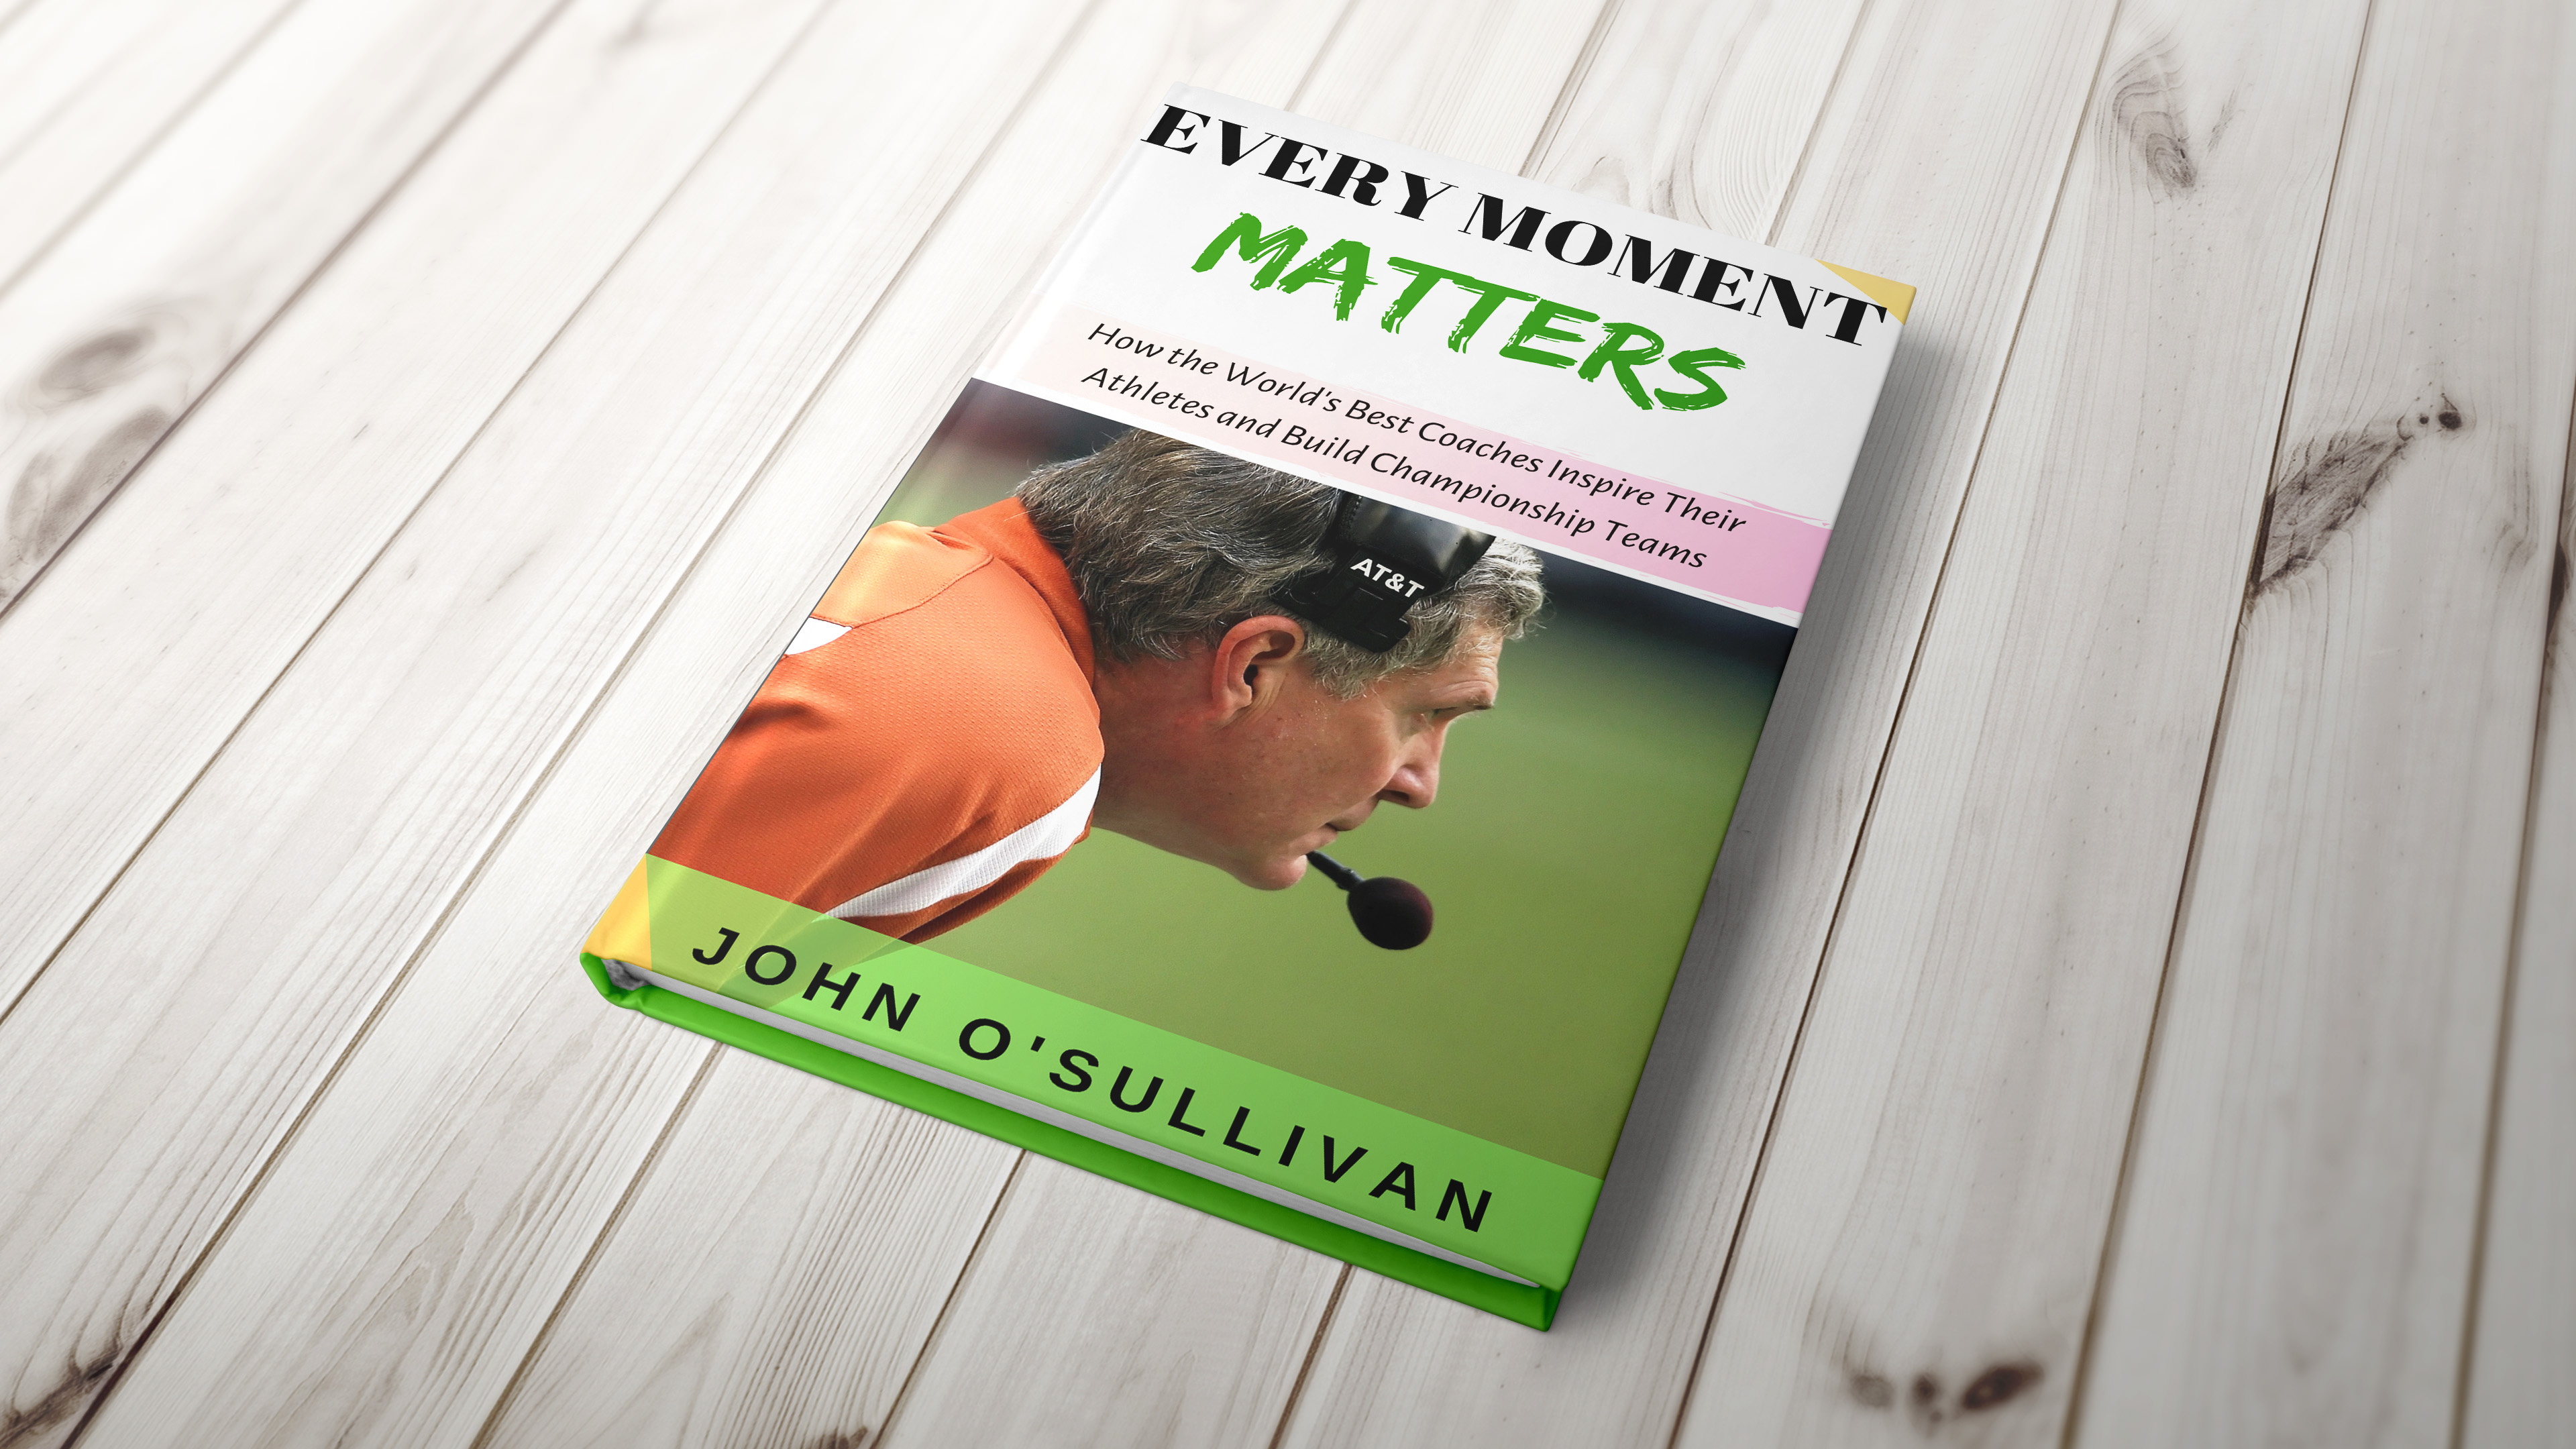 EVERY MOMENT
MATTERS
How the World's Best Coaches Inspire Their
Athletes and Build Championship Teams
AT&T
JOHN O'SULLIVAN